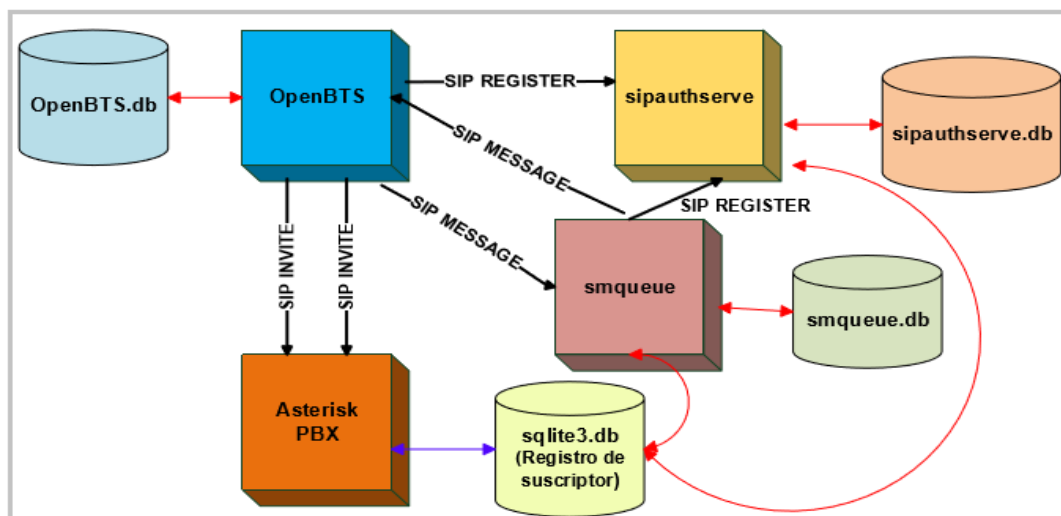 OpenBTS.db
OpenBTS
SIP REGISTER
sipauthserve
sipauthserve.db
SIP MESSAGE
SIP REGISTER
SIP MESSAGE
SIP INVITE
SIP INVITE
smqueue
smqueue.db
Asterisk
PBX
sqlite3.db
(Registro de
suscriptor)